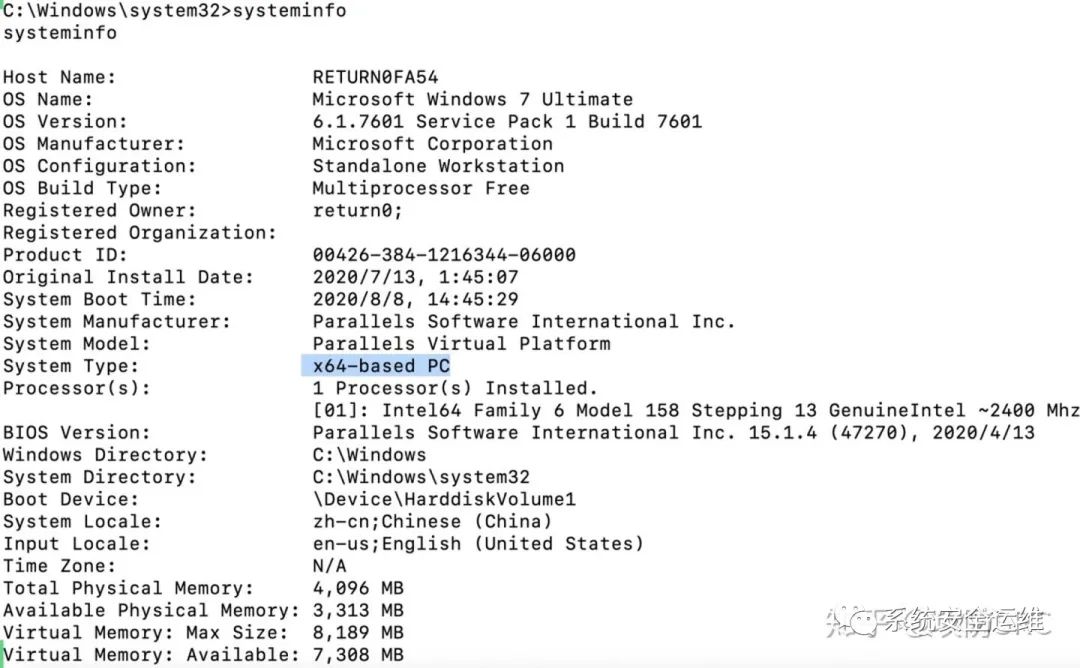 C:\Windows\system32>systeminfo
systeminfo
Host Name: RETURN0FA54
OS Name: Microsoft Windows 7 Ultimate
OS Version: 6.1.7601 Service Pack 1 Build 7601
OS Manufacturer: Microsoft Corporation
OS Configuration: Standalone Workstation
OS Build Type: Multiprocessor Free
Registered Owner: return0;
Registered Organization:
Product ID: 00426-384-1216344-06000
Original Install Date: 2020/7/13, 1:45:07
System Boot Time: 2020/8/8, 14:45:29
System Manufacturer: Parallels Software International Inc.
System Model: Parallels Virtual Platform
System Type: x64-based PC
Processor(s): 1 Processor(s) Installed.
[01]: Intel64 Family 6 Model 158 Stepping 13 GenuineIntel ~2400 Mhz
BIOS Version: Parallels Software International Inc. 15.1.4 (47270), 2020/4/13
Windows Directory: C:\Windows
System Directory: C:\Windows\system32
Boot Device: \Device\HarddiskVolume1
System Locale: zh-cn;Chinese (China)
Input Locale: en-us;English (United States)
Time Zone: N/A
Total Physical Memory: 4,096 MB
Available Physical Memory: 3,313 MB
Virtual Memory: Max Size: 8,189 MB
Virtual Memory: Available: 7,308 MB
系统安全运维